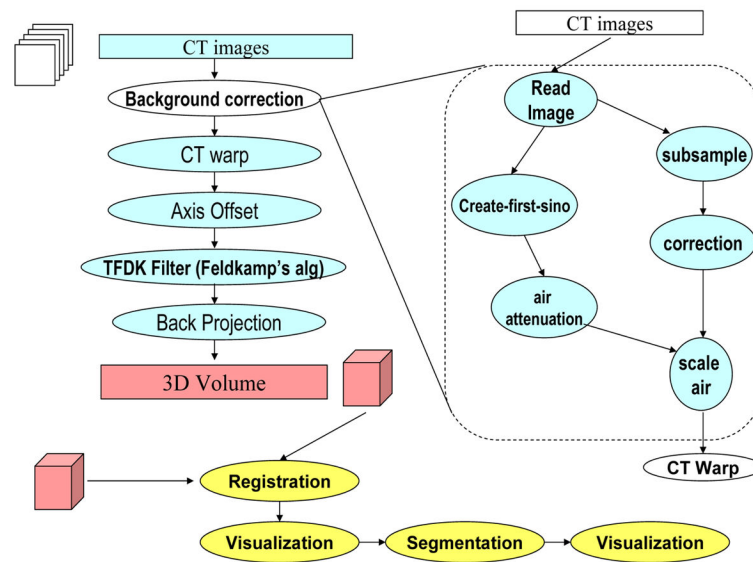 CT images
Background correction
CT warp
Axis Offset
TFDK Filter (Feldkamp's alg)
Back Projection
3D Volume
CT images
Read
Image
subsample
Create-first-sino
correction
air
attenuation
scale
air
CT Warp
Registration
Visualization
Segmentation
Visualization